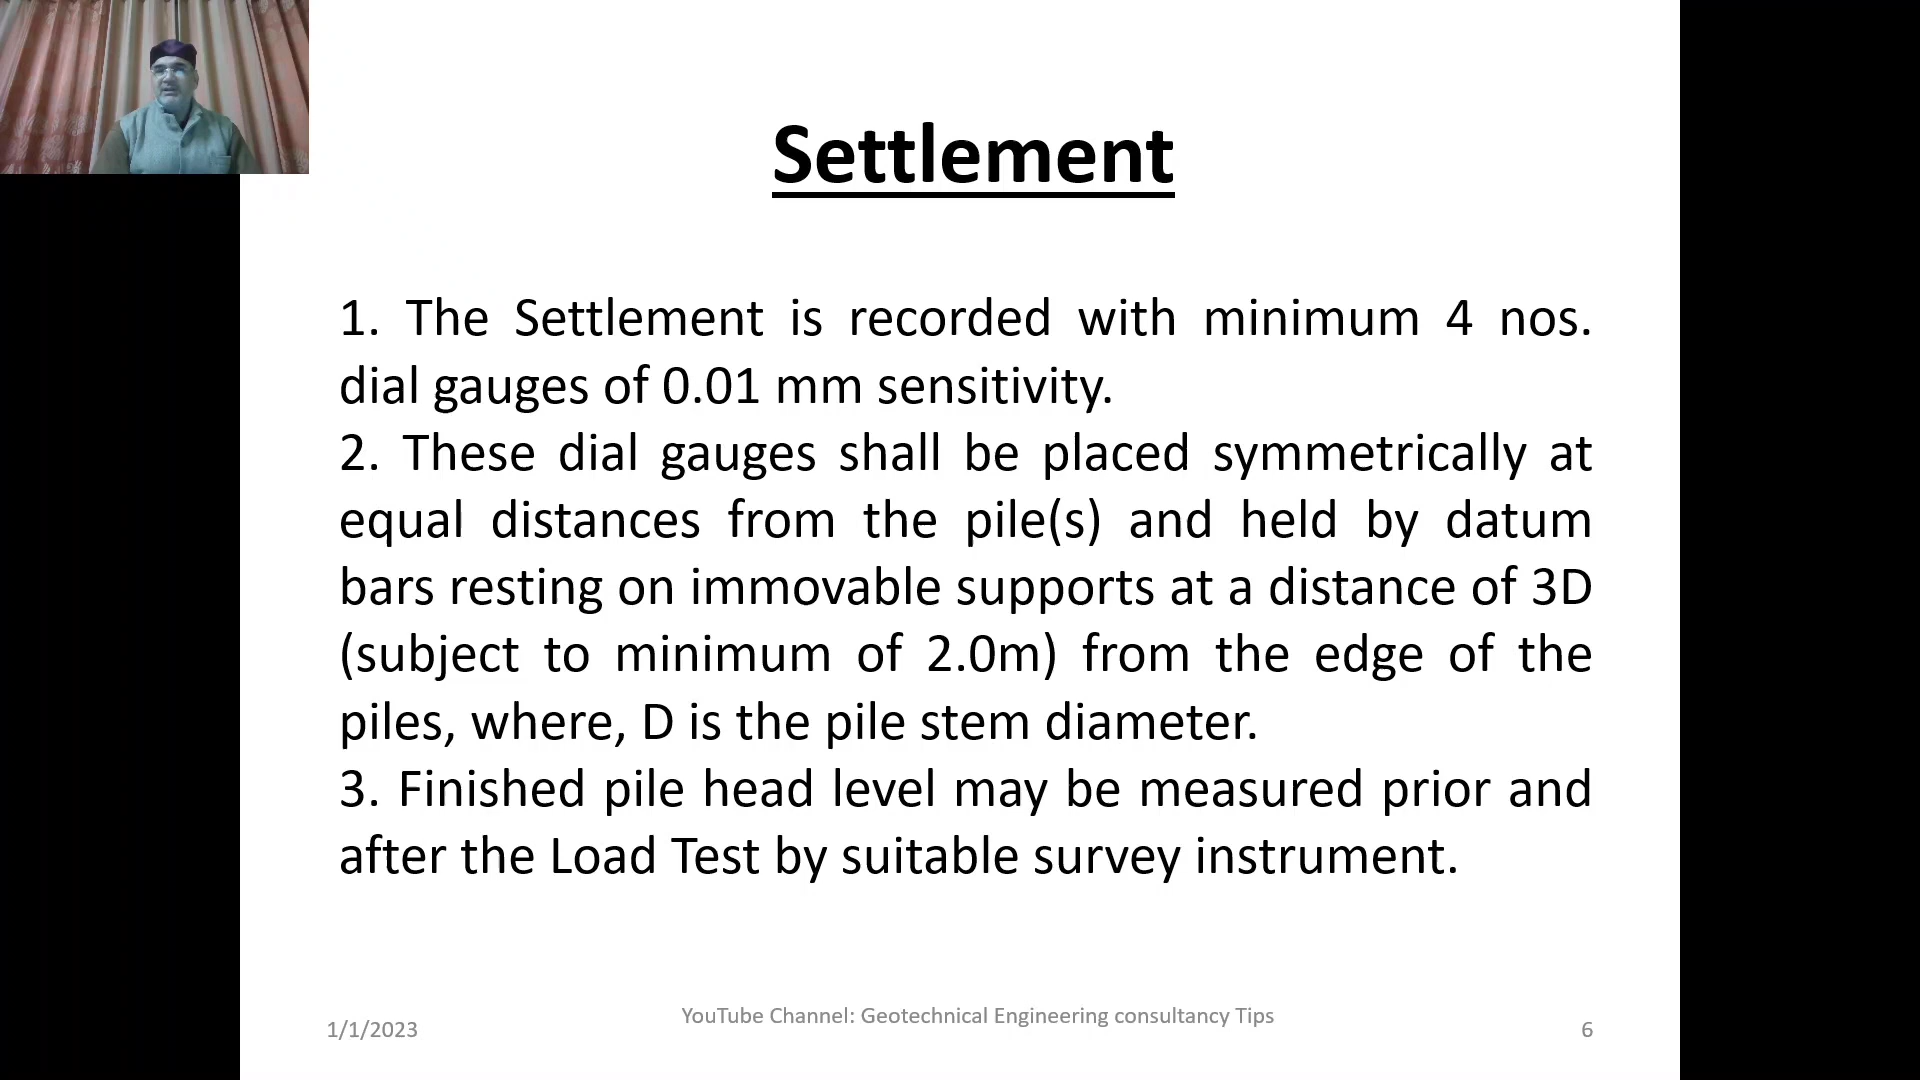 Settlement
1. The Settlement is recorded with minimum 4 nos.
dial gauges of 0.01 mm sensitivity.
2. These dial gauges shall be placed symmetrically at
equal distances from the pile(s) and held by datum
bars resting on immovable supports at a distance of 3D
(subject to minimum of 2.0m) from the edge of the
piles, where, D is the pile stem diameter.
3. Finished pile head level may be measured prior and
after the Load Test by suitable survey instrument.
1/1/2023
YouTube Channel: Geotechnical Engineering consultancy Tips
6